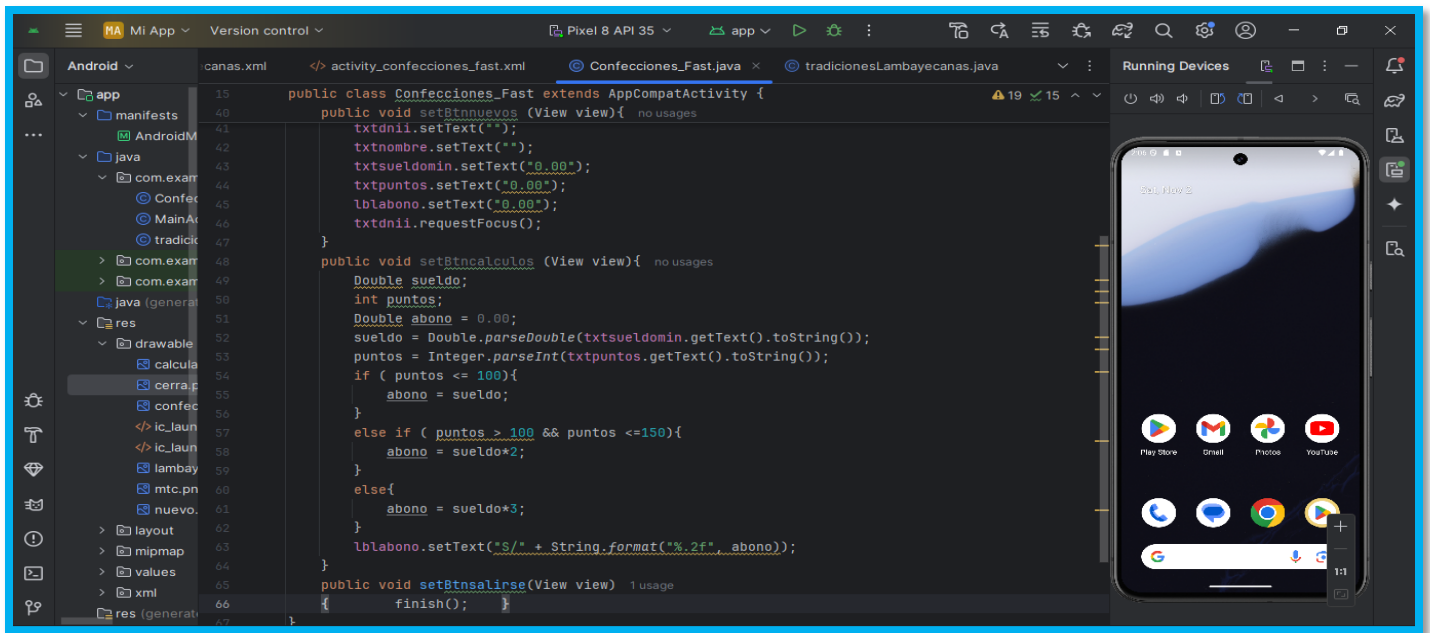 MA Mi App Version control Pixel 8 API 35 app
Android
canas.xml activity_confecciones_fast.xml Confecciones_Fast.java tradicionesLambayecanas.java Running Devices
app
manifests
AndroidM
java
com.exam
Confec
MainAc
tradicio
com.exam
com.exam
java (generat
res
drawable
calcula
cerra.p
confec
ic_laun
ic_laun
lambay
mtc.pn
nuevo.
layout
mipmap
values
xml
res (generat
19 15
15 public class Confecciones_Fast extends AppCompatActivity {
40 public void setBtnnuevos (View view){ no usages
41 txtdnii.setText("");
42 txtnombre.setText("");
43 txtsueldomin.setText("0.00");
44 txtpuntos.setText("0.00");
45 lblabono.setText("0.00");
46 txtdnii.requestFocus();
47 }
48 public void setBtncalculos (View view){ no usages
49 Double sueldo;
50 int puntos;
51 Double abono = 0.00;
52 sueldo = Double.parseDouble(txtsueldomin.getText().toString());
53 puntos = Integer.parseInt(txtpuntos.getText().toString());
54 if ( puntos <= 100){
55 abono = sueldo;
56 }
57 else if ( puntos > 100 && puntos <=150){
58 abono = sueldo*2;
59 }
60 else{
61 abono = sueldo*3;
62 }
63 lblabono.setText("S/" + String.format("%.2f", abono));
64 }
65 public void setBtnsalirse(View view) 1 usage
66 { finish(); }
67 }
Sat, Nov 2
Play Store Gmail Photos YouTube
G
1:1